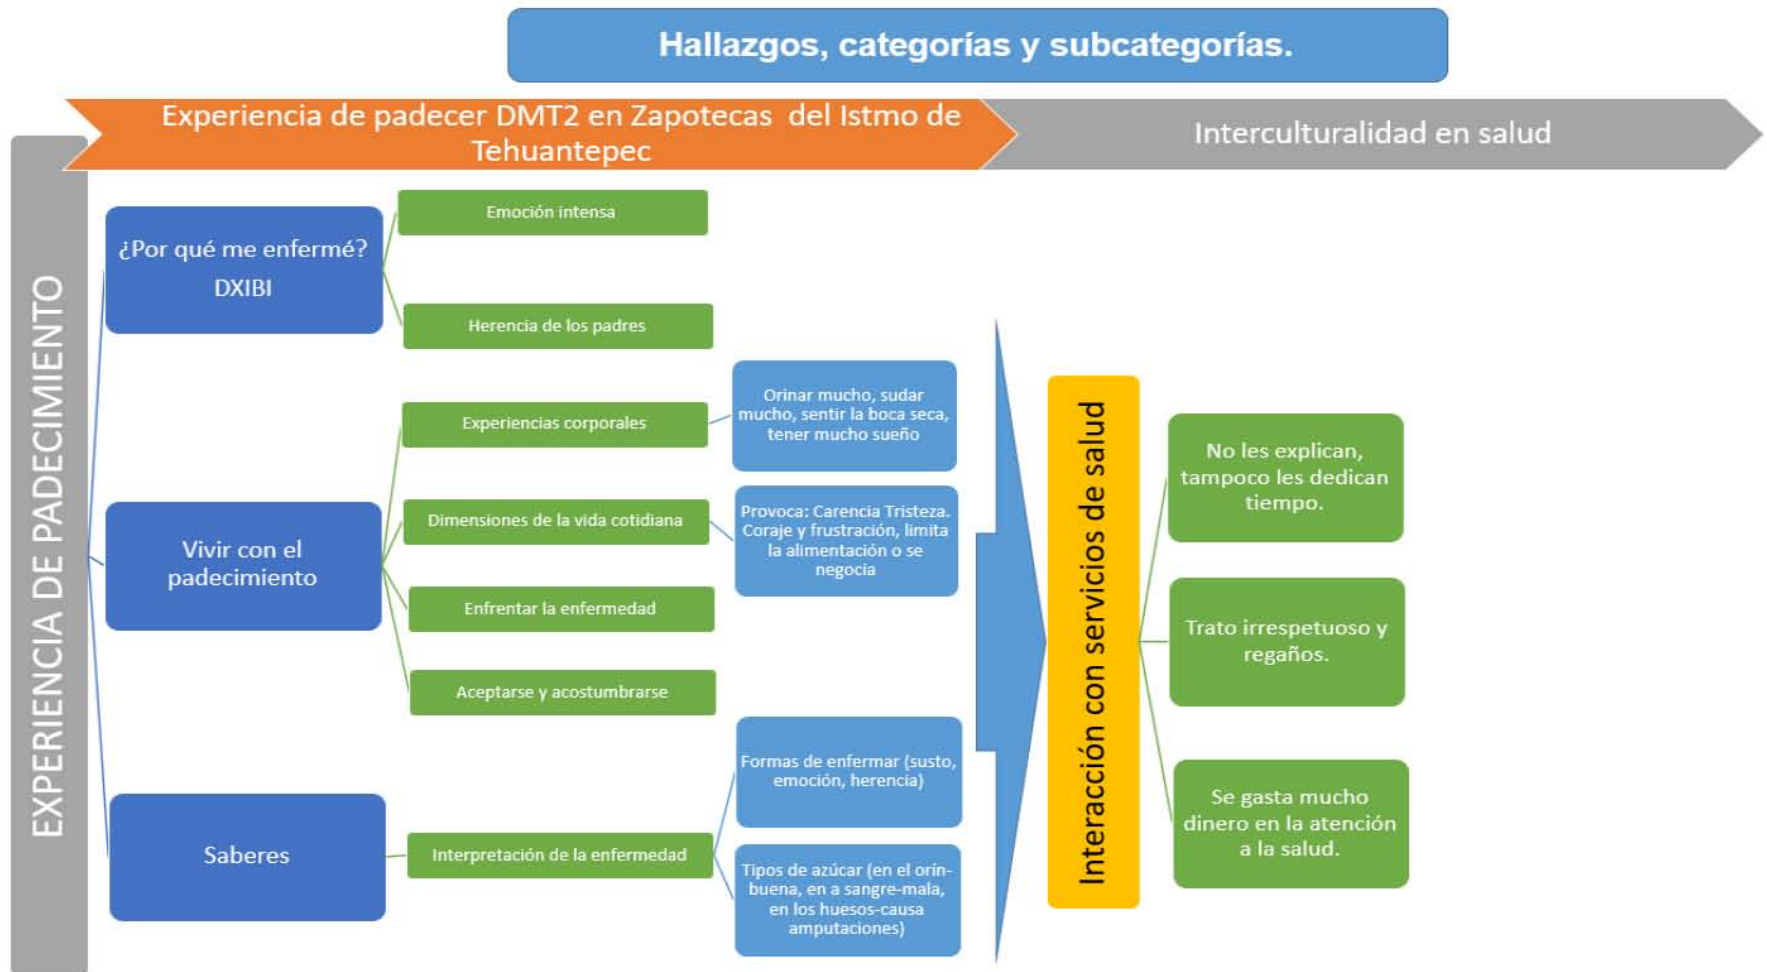 Hallazgos, categorías y subcategorías.
Experiencia de padecer DMT2 en Zapotecas del Istmo de
Tehuantepec
Interculturalidad en salud
EXPERIENCIA DE PADECIMIENTO
¿Por qué me enfermé?
DXIBI
Emoción intensa
Herencia de los padres
Vivir con el
padecimiento
Experiencias corporales
Orinar mucho, sudar
mucho, sentir la boca seca,
tener mucho sueño
Dimensiones de la vida cotidiana
Provoca: Carencia Tristeza.
Coraje y frustración, limita
la alimentación o se
negocia
Enfrentar la enfermedad
Aceptarse y acostumbrarse
Saberes
Interpretación de la enfermedad
Formas de enfermar (susto,
emoción, herencia)
Tipos de azúcar (en el orín-
buena, en a sangre-mala,
en los huesos-causa
amputaciones)
Interacción con servicios de salud
No les explican,
tampoco les dedican
tiempo.
Trato irrespetuoso y
regaños.
Se gasta mucho
dinero en la atención
a la salud.